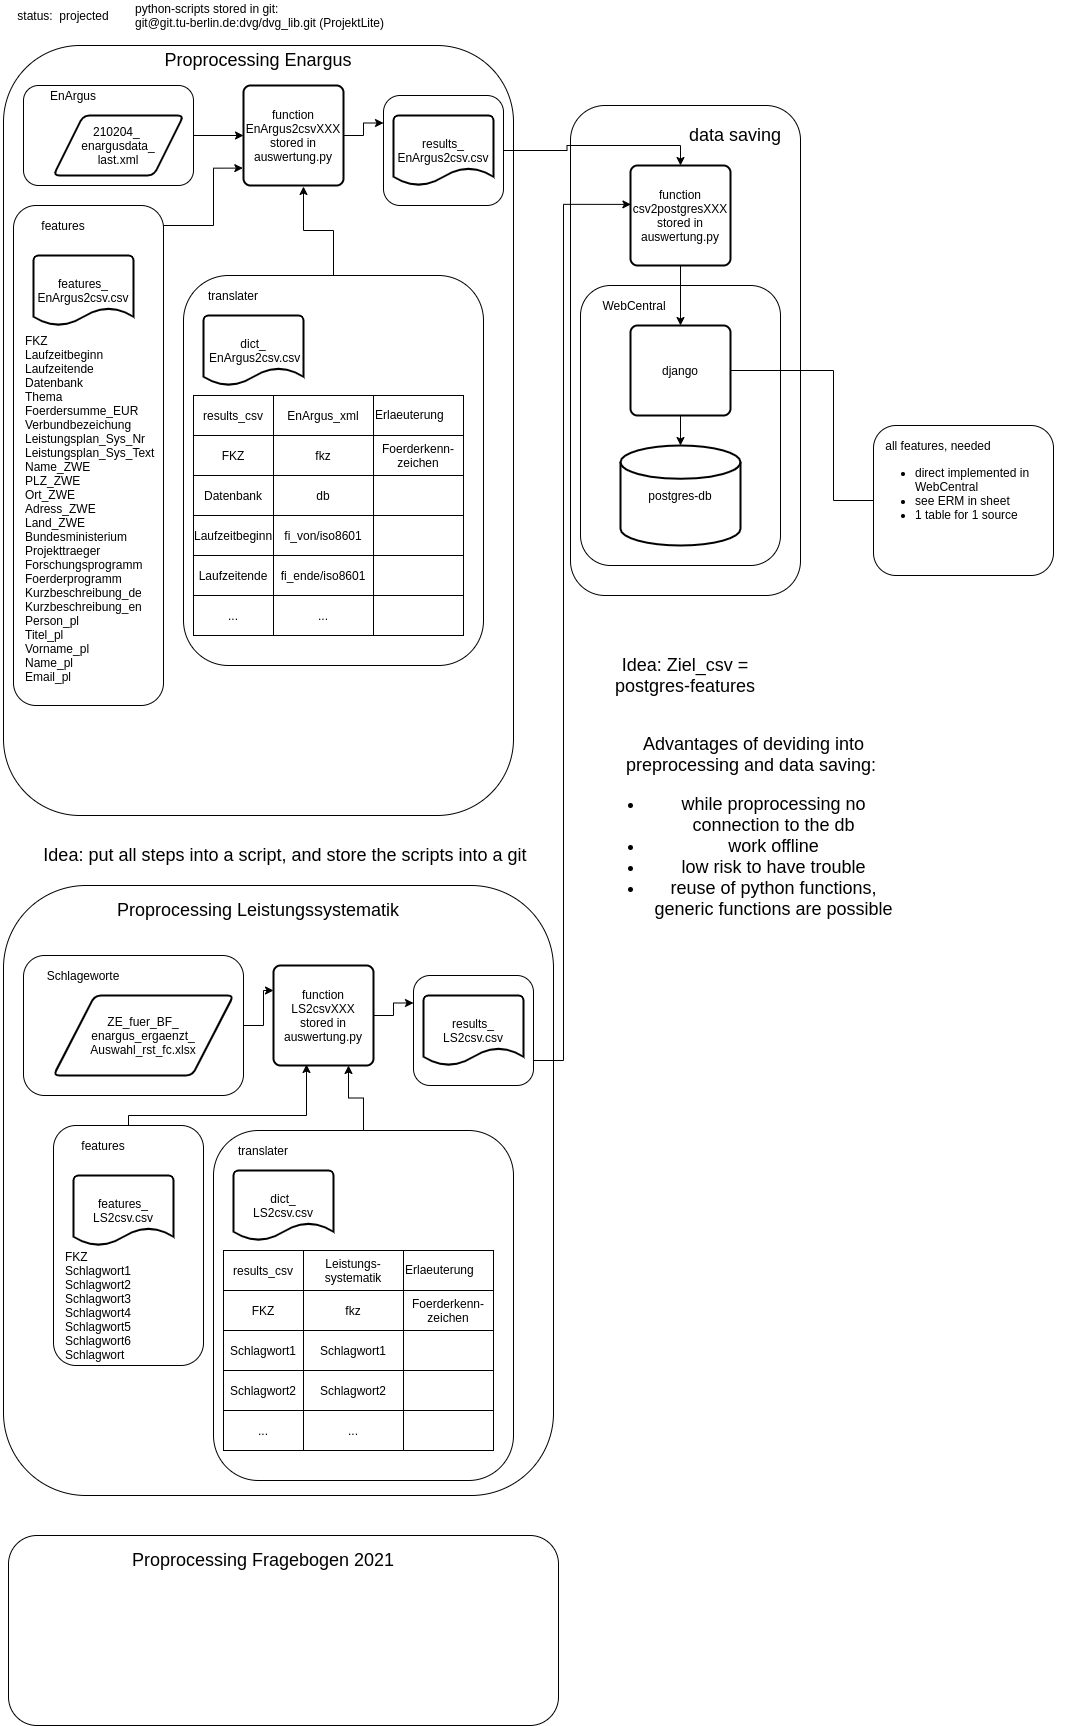 status:  projected
python-scripts stored in git:
git@git.tu-berlin.de:dvg/dvg_lib.git (ProjektLite)
Proprocessing Enargus
EnArgus
210204_
enargusdata_
last.xml
function
EnArgus2csvXXX
stored in
auswertung.py
results_
EnArgus2csv.csv
features
features_
EnArgus2csv.csv
FKZ
Laufzeitbeginn
Laufzeitende
Datenbank
Thema
Foerdersumme_EUR
Verbundbezeichung
Leistungsplan_Sys_Nr
Leistungsplan_Sys_Text
Name_ZWE
PLZ_ZWE
Ort_ZWE
Adress_ZWE
Land_ZWE
Bundesministerium
Projekttraeger
Forschungsprogramm
Foerderprogramm
Kurzbeschreibung_de
Kurzbeschreibung_en
Person_pl
Titel_pl
Vorname_pl
Name_pl
Email_pl
translater
dict_
EnArgus2csv.csv
results_csv EnArgus_xml Erlaeuterung
FKZ fkz Foerderkenn-
zeichen
Datenbank db
Laufzeitbeginn fi_von/iso8601
Laufzeitende fi_ende/iso8601
... ...
data saving
function
csv2postgresXXX
stored in
auswertung.py
WebCentral
django
postgres-db
all features, needed
• direct implemented in
WebCentral
• see ERM in sheet
• 1 table for 1 source
Idea: Ziel_csv =
postgres-features
Advantages of deviding into
preprocessing and data saving:
• while proprocessing no
connection to the db
• work offline
• low risk to have trouble
• reuse of python functions,
generic functions are possible
Idea: put all steps into a script, and store the scripts into a git
Proprocessing Leistungssystematik
Schlageworte
ZE_fuer_BF_
enargus_ergaenzt_
Auswahl_rst_fc.xlsx
function
LS2csvXXX
stored in
auswertung.py
results_
LS2csv.csv
features
features_
LS2csv.csv
FKZ
Schlagwort1
Schlagwort2
Schlagwort3
Schlagwort4
Schlagwort5
Schlagwort6
Schlagwort
translater
dict_
LS2csv.csv
results_csv Leistungs-
systematik Erlaeuterung
FKZ fkz Foerderkenn-
zeichen
Schlagwort1 Schlagwort1
Schlagwort2 Schlagwort2
... ...
Proprocessing Fragebogen 2021